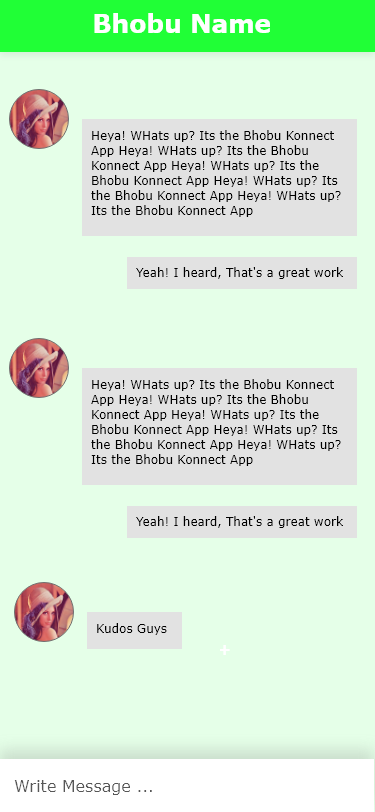 Bhobu Name
Heya! WHats up? Its the Bhobu Konnect
App Heya! WHats up? Its the Bhobu
Konnect App Heya! WHats up? Its the
Bhobu Konnect App Heya! WHats up? Its
the Bhobu Konnect App Heya! WHats up?
Its the Bhobu Konnect App
Yeah! I heard, That's a great work
Heya! WHats up? Its the Bhobu Konnect
App Heya! WHats up? Its the Bhobu
Konnect App Heya! WHats up? Its the
Bhobu Konnect App Heya! WHats up? Its
the Bhobu Konnect App Heya! WHats up?
Its the Bhobu Konnect App
Yeah! I heard, That's a great work
Kudos Guys
Write Message ...